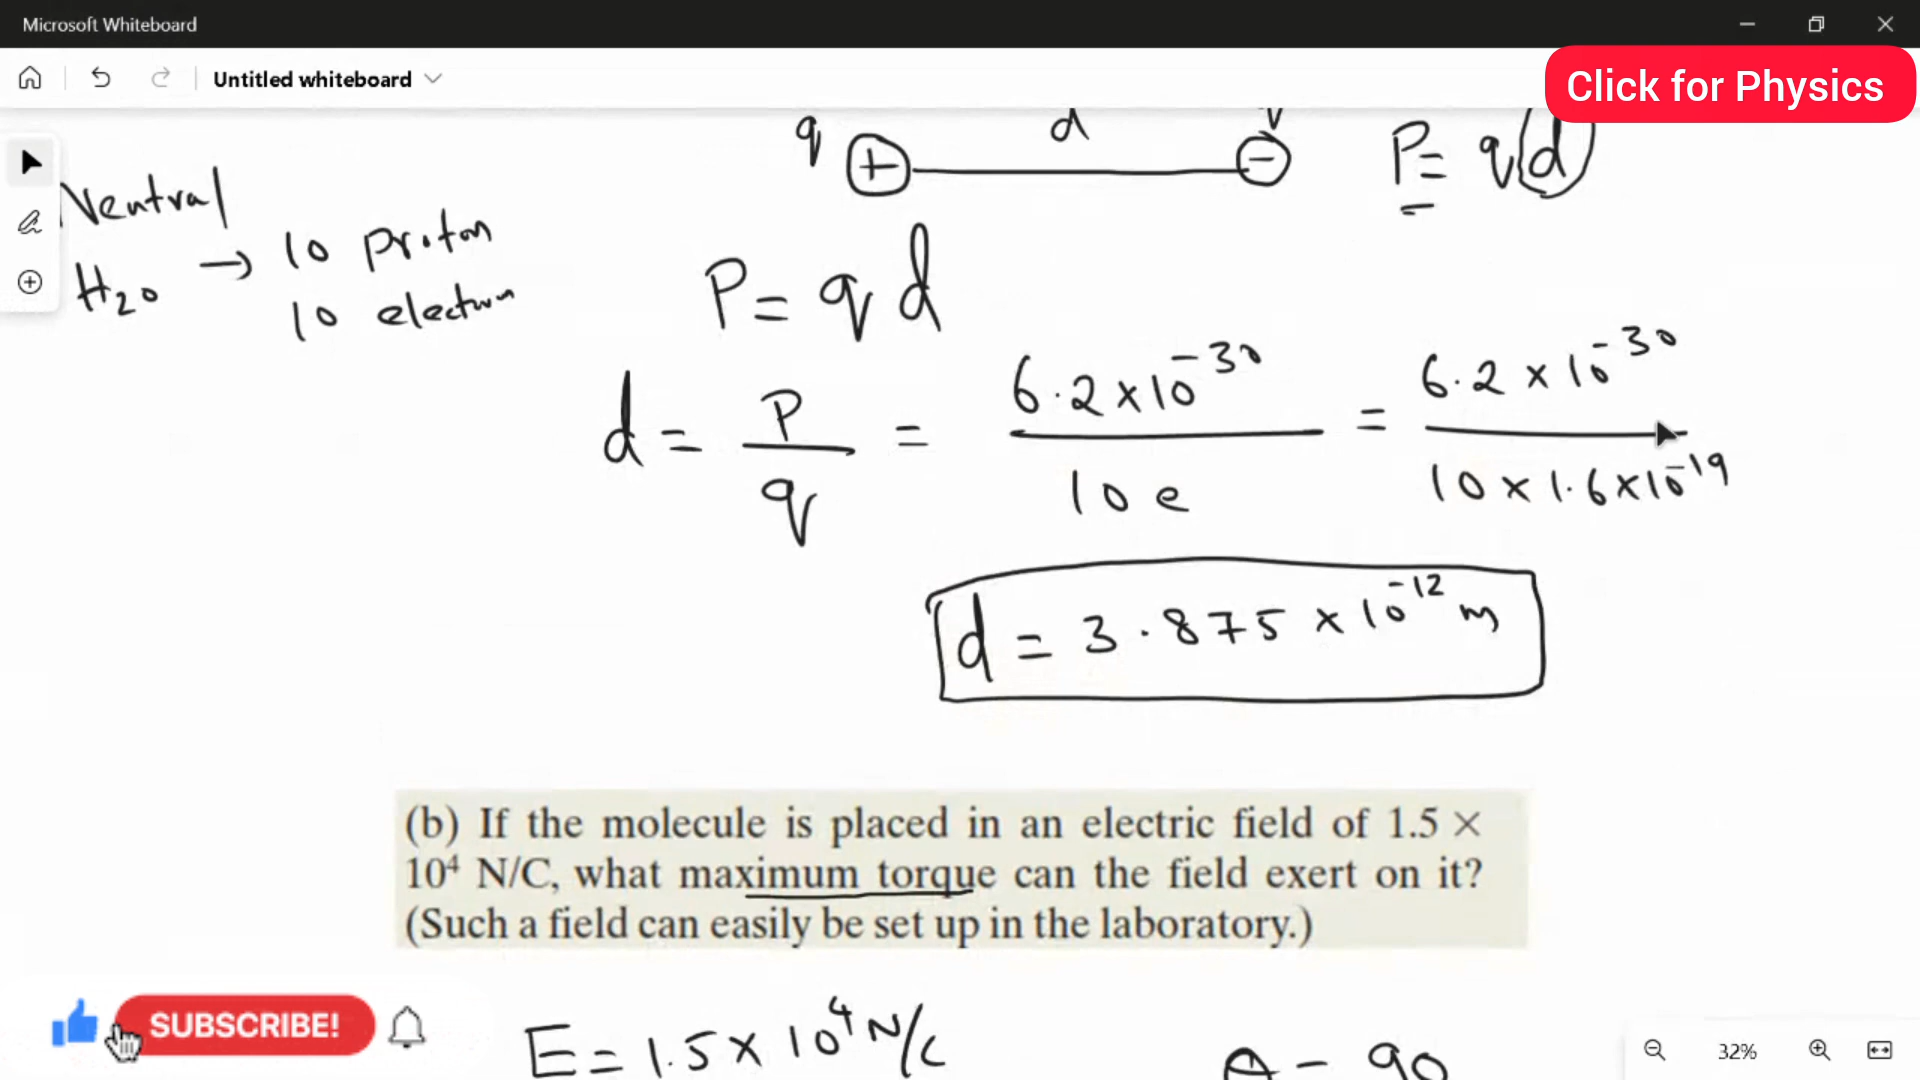 Microsoft Whiteboard
Untitled whiteboard
Click for Physics
q d
P = qd
Neutral
H₂O → 10 proton
10 electron
P = q d
d = P/q = 6.2 × 10⁻³⁰ / 10 e = 6.2 × 10⁻³⁰ / 10 × 1.6 × 10⁻¹⁹
d = 3.875 × 10⁻¹² m
(b) If the molecule is placed in an electric field of 1.5 ×
10⁴ N/C, what maximum torque can the field exert on it?
(Such a field can easily be set up in the laboratory.)
SUBSCRIBE!
E = 1.5 × 10⁴ N/C
32%